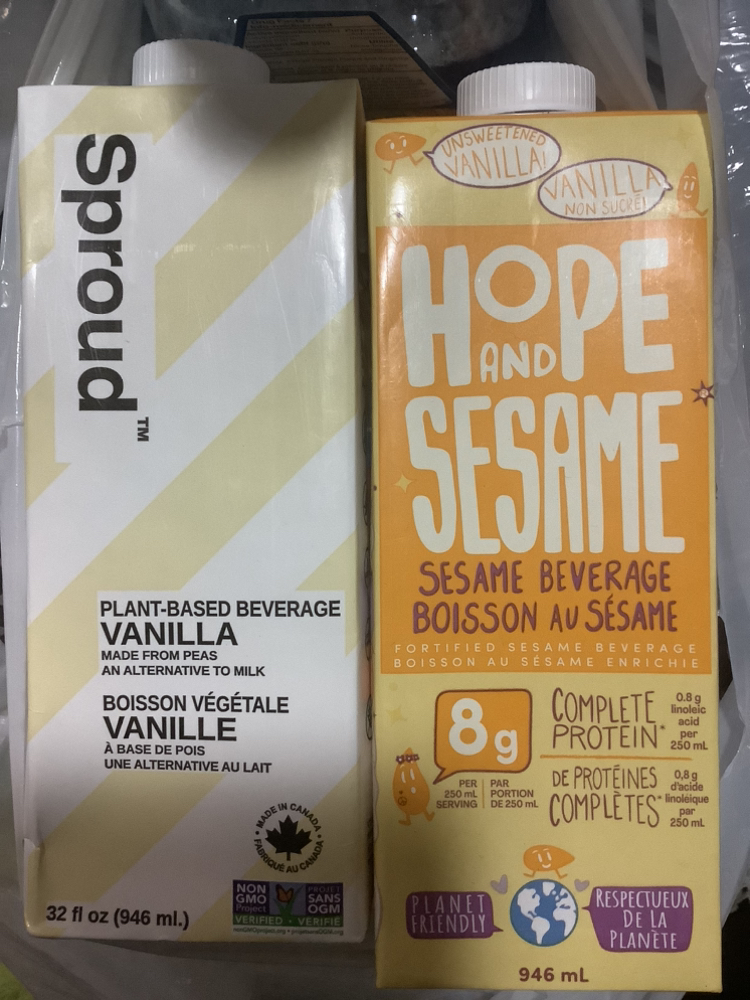 Sproud™
PLANT-BASED BEVERAGE
VANILLA
MADE FROM PEAS
AN ALTERNATIVE TO MILK
BOISSON VÉGÉTALE
VANILLE
À BASE DE POIS
UNE ALTERNATIVE AU LAIT
MADE IN CANADA
FABRIQUÉ AU CANADA
NON
GMO
Project
VERIFIED
nonGMOproject.org
PROJET
SANS
OGM
VÉRIFIÉ
32 fl oz (946 ml.)
UNSWEETENED
VANILLA!
VANILLA
NON SUCRÉ!
HOPE
AND
SESAME
SESAME BEVERAGE
BOISSON AU SÉSAME
FORTIFIED SESAME BEVERAGE
BOISSON AU SÉSAME ENRICHIE
8g
PER
250 mL
SERVING
PAR
PORTION
DE 250 mL
COMPLETE
PROTEIN*
0.8 g
linoleic
acid
per
250 mL
DE PROTÉINES
COMPLÈTES*
0,8 g
d'acide
linoléique
par
250 mL
PLANET
FRIENDLY
RESPECTUEUX
DE LA
PLANÈTE
946 mL